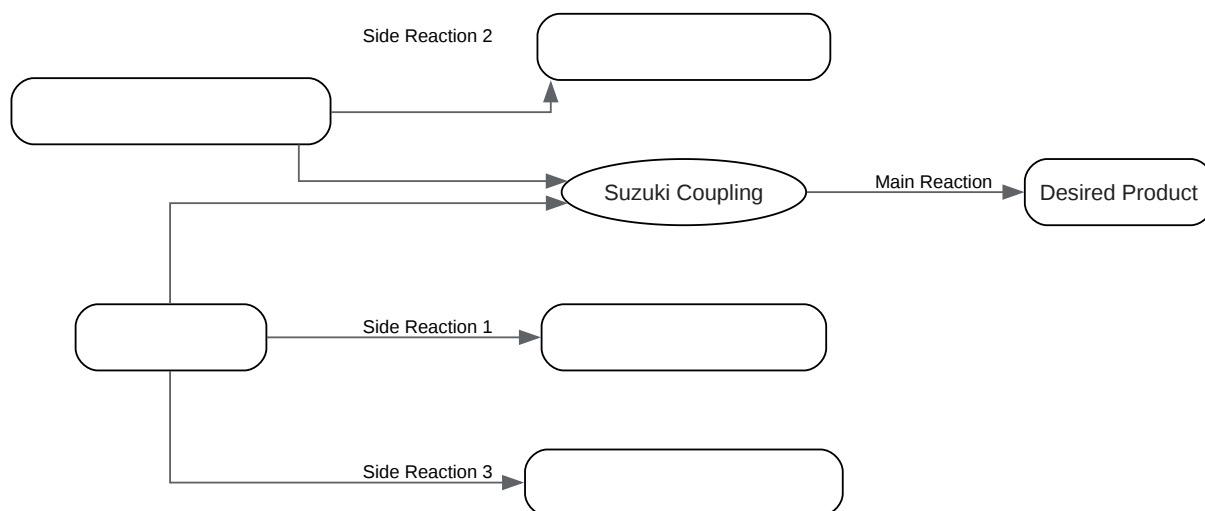 Side Reaction 2
Suzuki Coupling
Main Reaction
Desired Product
Side Reaction 1
Side Reaction 3